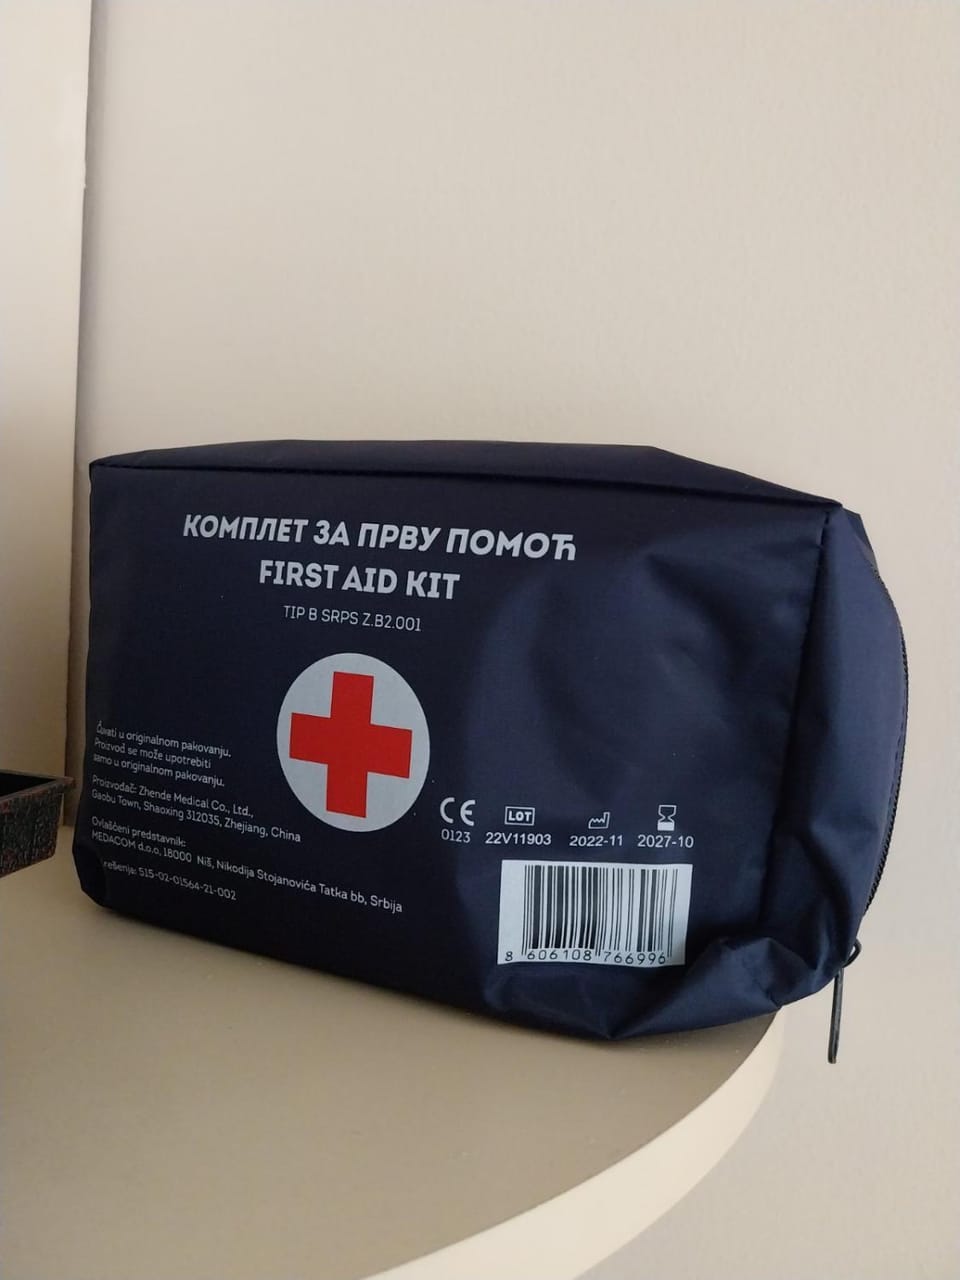 КОМПЛЕТ ЗА ПРВУ ПОМОЋ
FIRST AID KIT
TIP B SRPS Z.B2.001
Čuvati u originalnom pakovanju.
Proizvod se može upotrebiti
samo u originalnom pakovanju.
Proizvođač: Zhende Medical Co., Ltd.,
Gaobu Town, Shaoxing 312035, Zhejiang, China
Ovlašćeni predstavnik:
MEDACOM d.o.o, 18000 Niš, Nikodija Stojanovića Tatka bb, Srbija
rešenja: 515-02-01564-21-002
CE
0123
LOT
22V11903
2022-11
2027-10
8 606108 766996